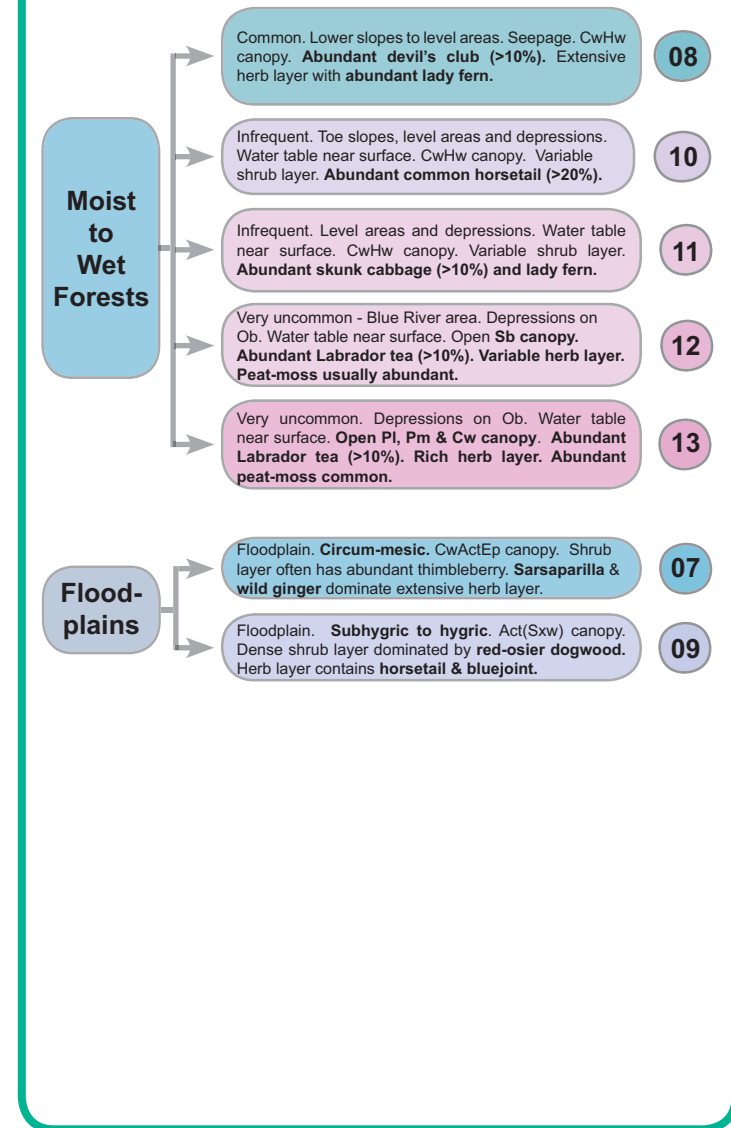 Moist
to
Wet
Forests
Common. Lower slopes to level areas. Seepage. CwHw
canopy. Abundant devil's club (>10%). Extensive
herb layer with abundant lady fern.
08
Infrequent. Toe slopes, level areas and depressions.
Water table near surface. CwHw canopy. Variable
shrub layer. Abundant common horsetail (>20%).
10
Infrequent. Level areas and depressions. Water table
near surface. CwHw canopy. Variable shrub layer.
Abundant skunk cabbage (>10%) and lady fern.
11
Very uncommon - Blue River area. Depressions on
Ob. Water table near surface. Open Sb canopy.
Abundant Labrador tea (>10%). Variable herb layer.
Peat-moss usually abundant.
12
Very uncommon. Depressions on Ob. Water table
near surface. Open Pl, Pm & Cw canopy. Abundant
Labrador tea (>10%). Rich herb layer. Abundant
peat-moss common.
13
Flood-
plains
Floodplain. Circum-mesic. CwActEp canopy. Shrub
layer often has abundant thimbleberry. Sarsaparilla &
wild ginger dominate extensive herb layer.
07
Floodplain. Subhygric to hygric. Act(Sxw) canopy.
Dense shrub layer dominated by red-osier dogwood.
Herb layer contains horsetail & bluejoint.
09